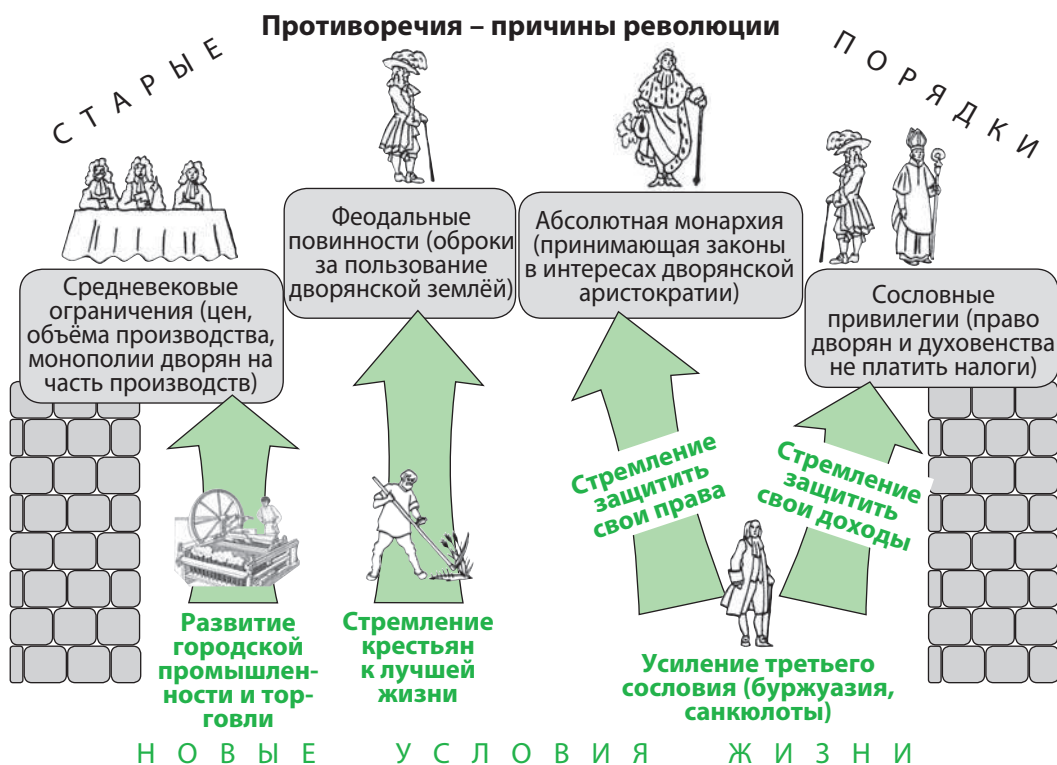 Противоречия – причины революции
СТАРЫЕ ПОРЯДКИ
Средневековые
ограничения (цен,
объёма производства,
монополии дворян на
часть производств)
Феодальные
повинности (оброки
за пользование
дворянской землёй)
Абсолютная монархия
(принимающая законы
в интересах дворянской
аристократии)
Сословные
привилегии (право
дворян и духовенства
не платить налоги)
Развитие
городской
промышлен-
ности и тор-
говли
Стремление
крестьян
к лучшей
жизни
Стремление
защитить
свои права
Стремление
защитить
свои доходы
Усиление третьего
сословия (буржуазия,
санкюлоты)
НОВЫЕ УСЛОВИЯ ЖИЗНИ